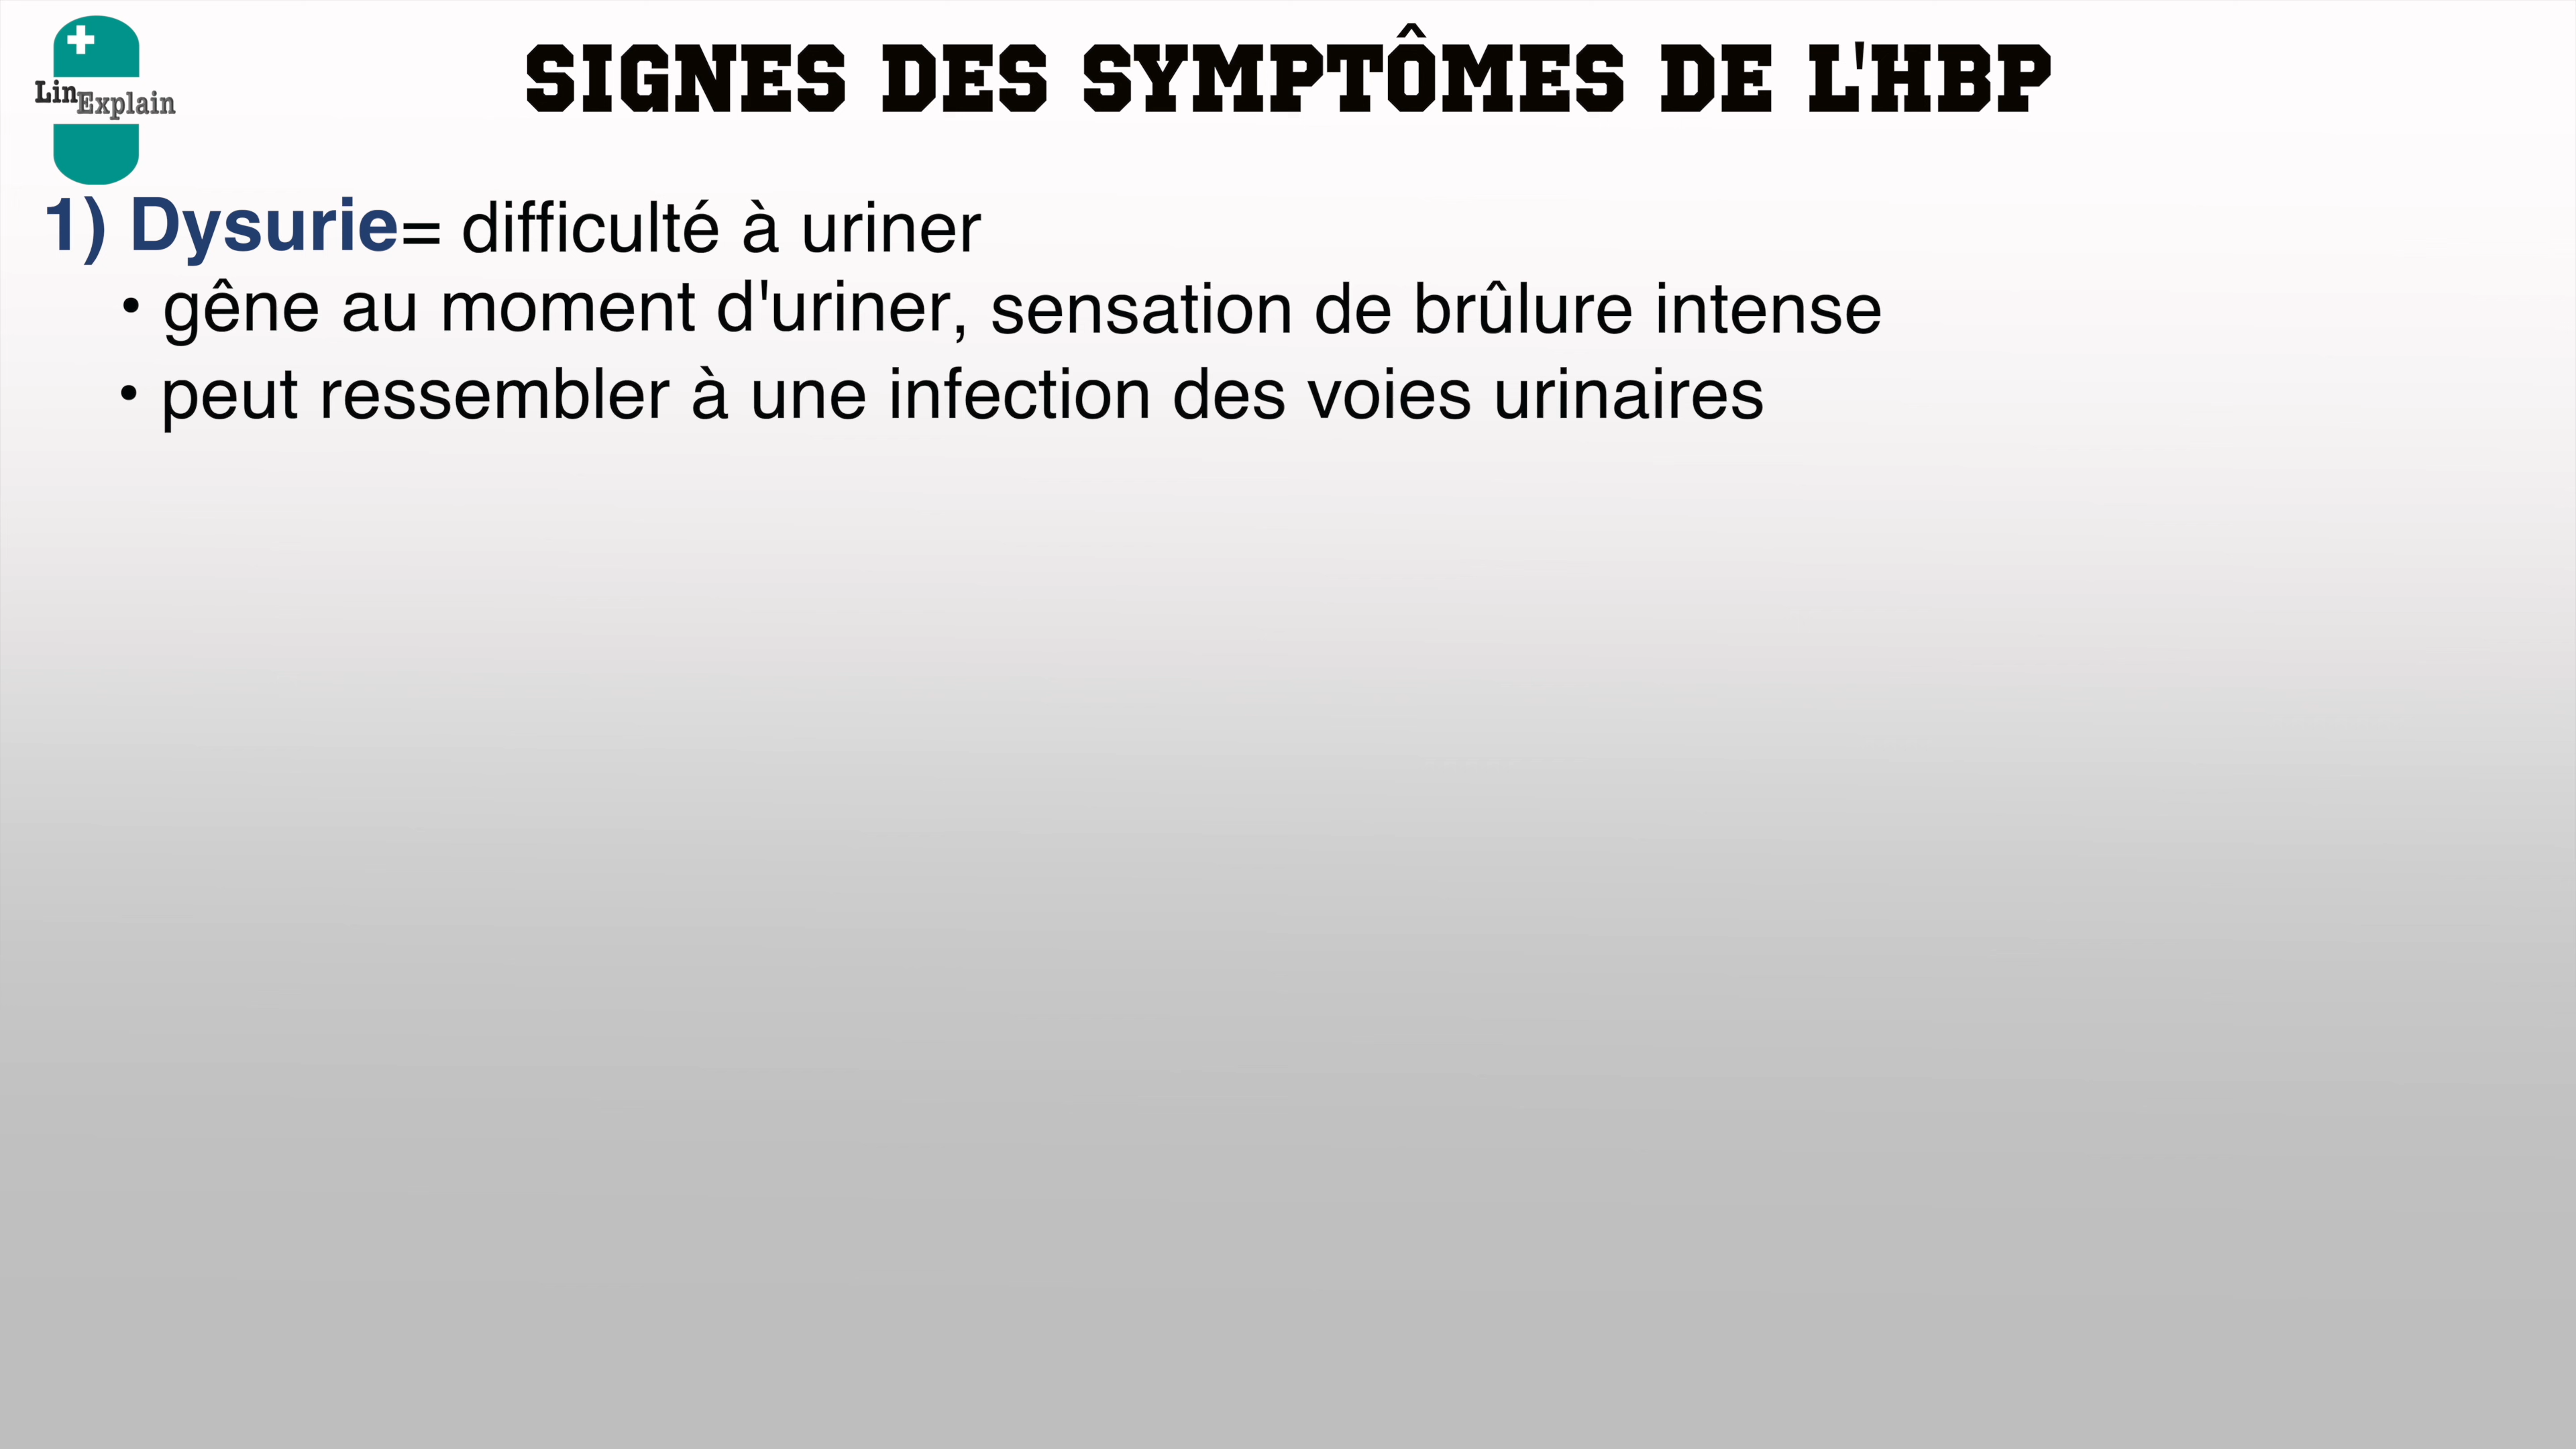 SIGNES DES SYMPTÔMES DE L'HBP
LinExplain
1) Dysurie= difficulté à uriner
• gêne au moment d'uriner, sensation de brûlure intense
• peut ressembler à une infection des voies urinaires